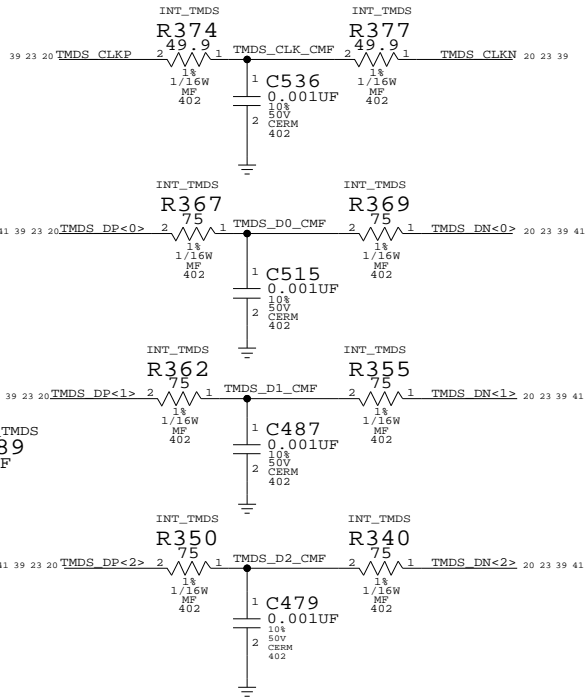 INT_TMDS INT_TMDS
R374 R377
49.9 49.9
39 23 20 TMDS_CLKP 2 1 TMDS_CLK_CMF 2 1 TMDS_CLKN 20 23 39
1% 1%
1/16W 1/16W
MF MF
402 402
1 C536
0.001UF
10%
50V
2 CERM
402
INT_TMDS INT_TMDS
R367 R369
75 75
41 39 23 20 TMDS_DP<0> 2 1 TMDS_D0_CMF 2 1 TMDS_DN<0> 20 23 39 41
1% 1%
1/16W 1/16W
MF MF
402 402
1 C515
0.001UF
10%
50V
2 CERM
402
INT_TMDS INT_TMDS
R362 R355
75 75
39 23 20 TMDS_DP<1> 2 1 TMDS_D1_CMF 2 1 TMDS_DN<1> 20 23 39 41
1% 1%
1/16W 1/16W
MF MF
402 402
TMDS
39
F
1 C487
0.001UF
10%
50V
2 CERM
402
INT_TMDS INT_TMDS
R350 R340
75 75
41 39 23 20 TMDS_DP<2> 2 1 TMDS_D2_CMF 2 1 TMDS_DN<2> 20 23 39 41
1% 1%
1/16W 1/16W
MF MF
402 402
1 C479
0.001UF
10%
50V
2 CERM
402